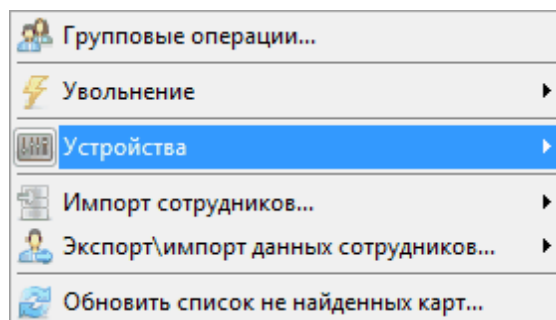 Групповые операции...
Увольнение
Устройства
Импорт сотрудников...
Экспорт\импорт данных сотрудников...
Обновить список не найденных карт...